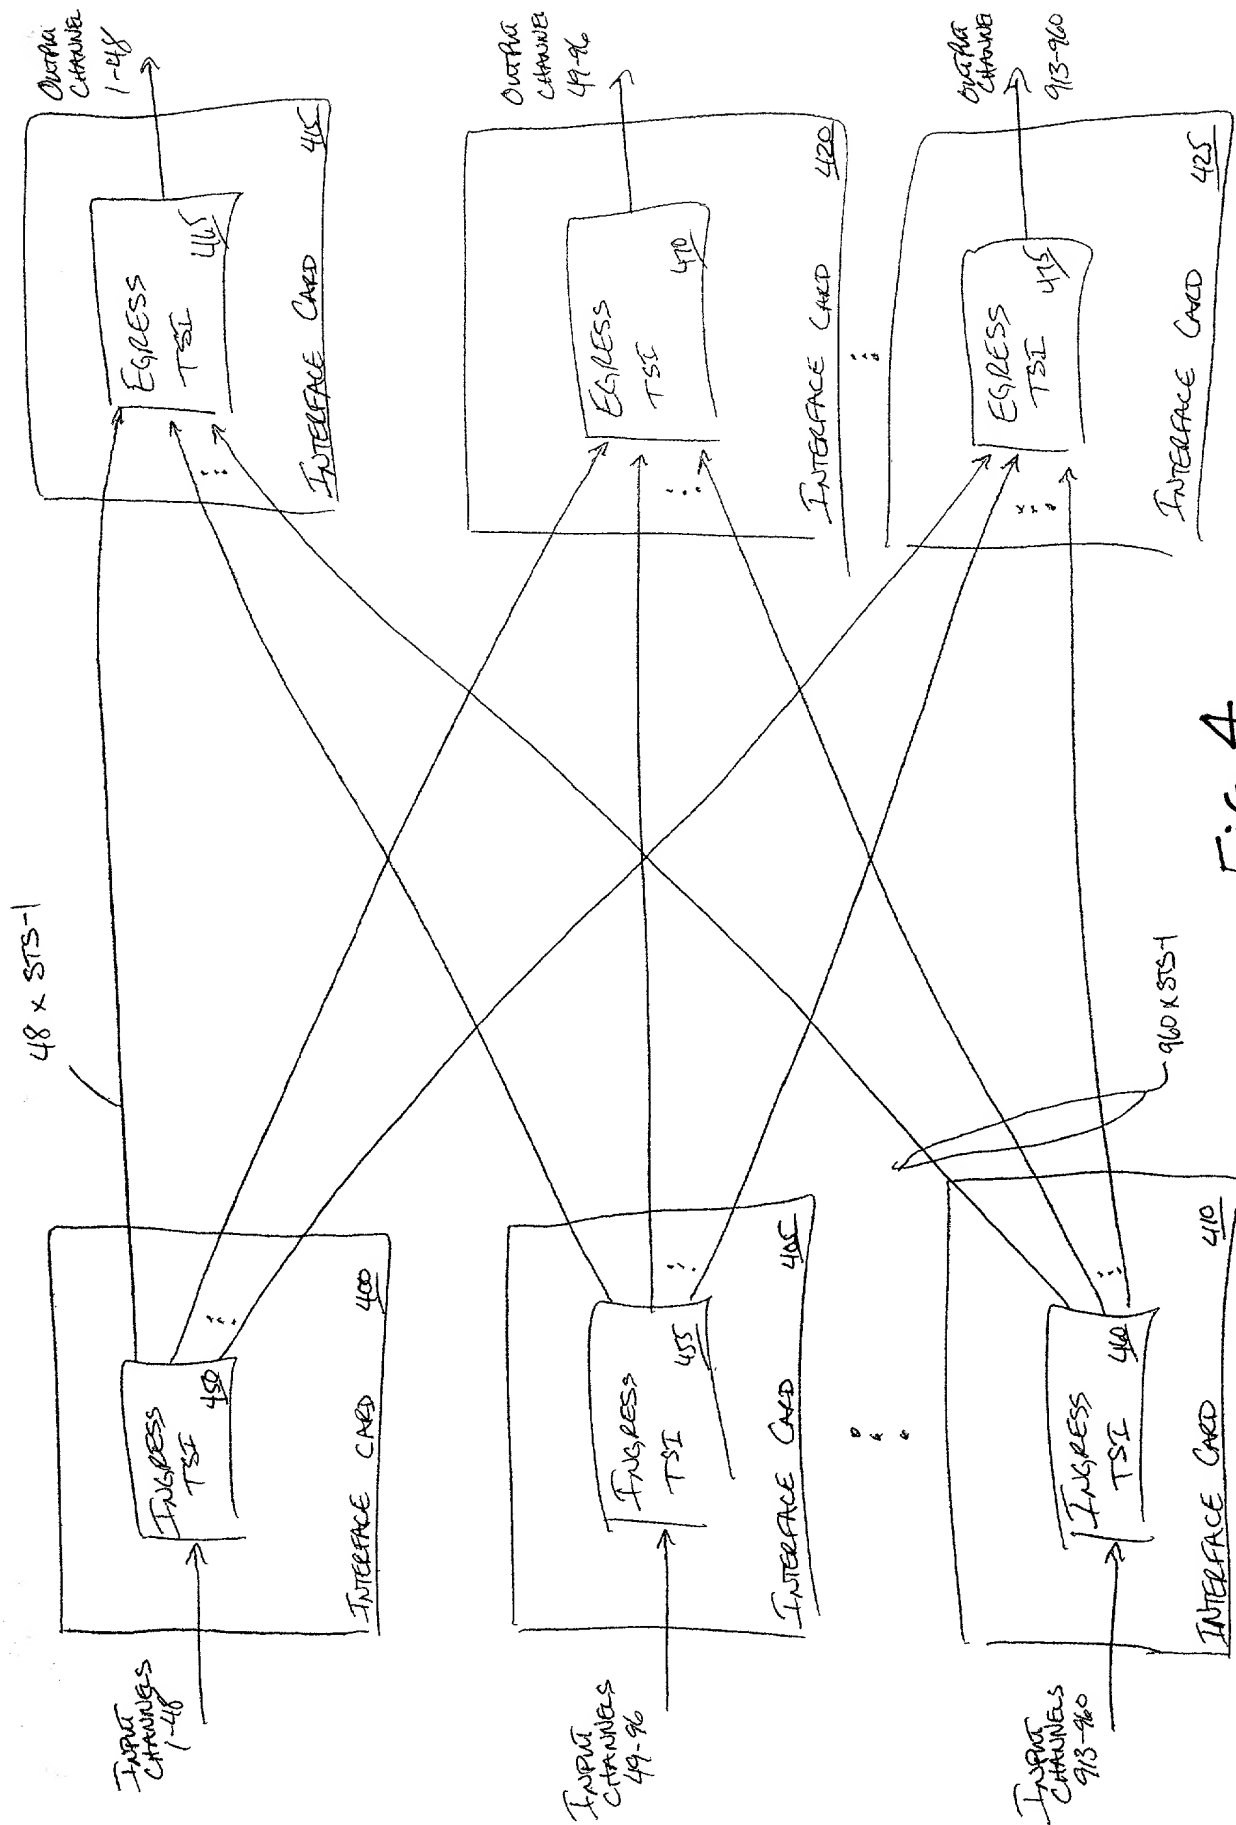 INPUT
CHANNELS
1-48
INGRESS
TSI
450
INTERFACE CARD
400
48 x STS-1
EGRESS
TSI
465
INTERFACE CARD
415
OUTPUT
CHANNEL
1-48
INPUT
CHANNELS
49-96
INGRESS
TSI
455
INTERFACE CARD
405
EGRESS
TSI
470
INTERFACE CARD
420
OUTPUT
CHANNEL
49-96
INPUT
CHANNELS
913-960
INGRESS
TSI
460
INTERFACE CARD
410
960 x STS-1
EGRESS
TSI
475
INTERFACE CARD
425
OUTPUT
CHANNEL
913-960
Fig 4